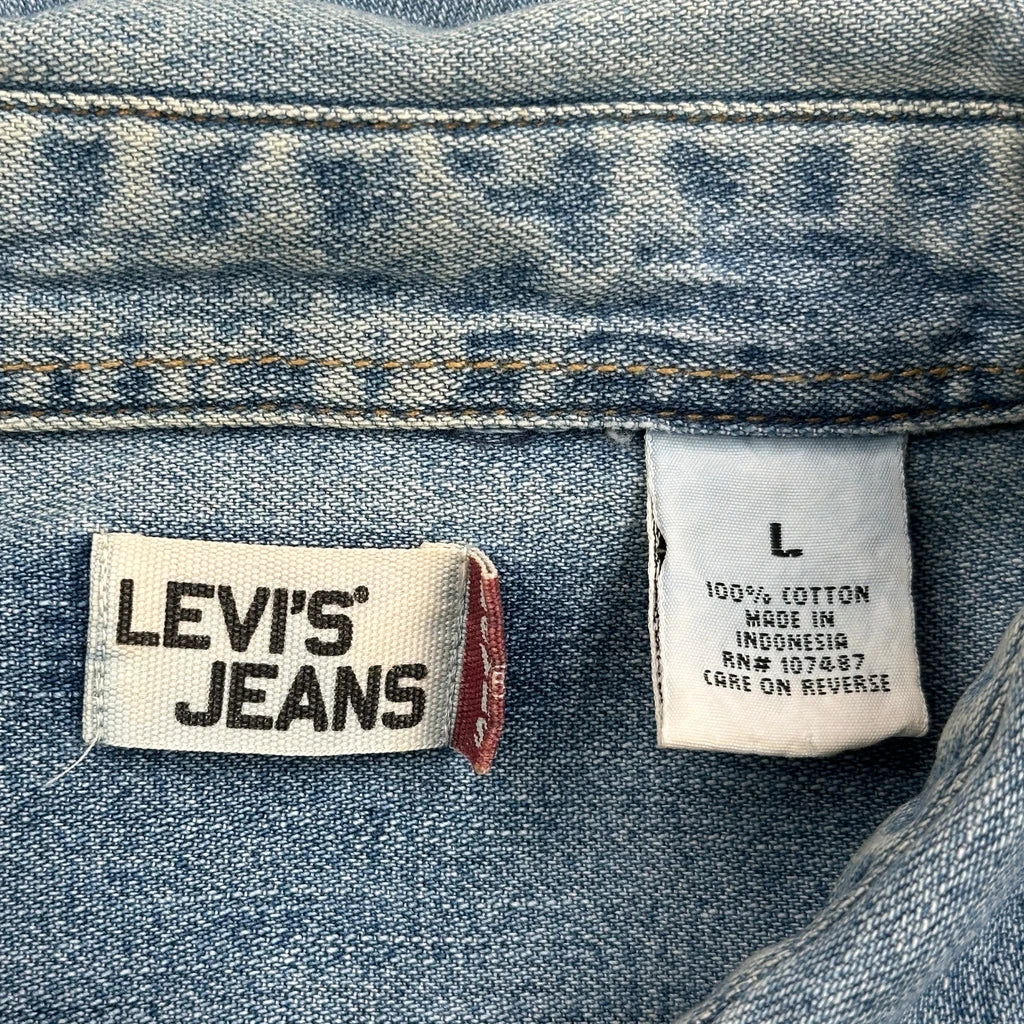 LEVI'S®
JEANS
L
100% COTTON
MADE IN
INDONESIA
RN# 107487
CARE ON REVERSE